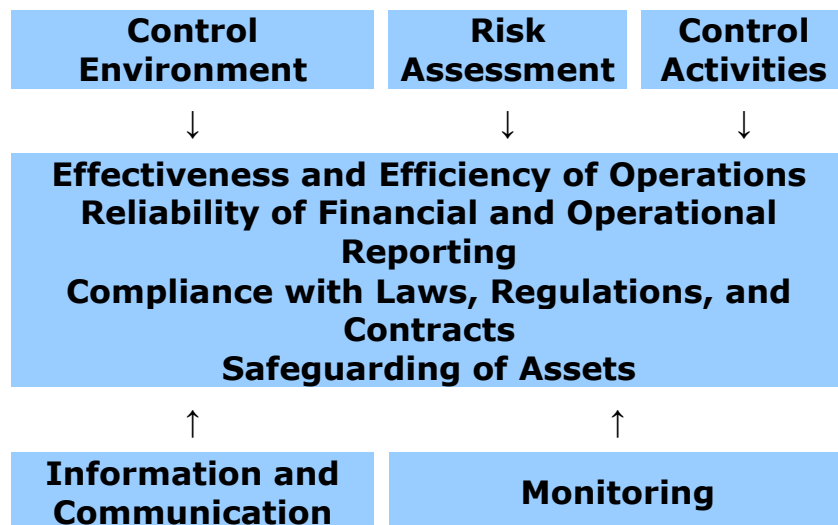 Control
Environment
Risk
Assessment
Control
Activities
↓ ↓ ↓
Effectiveness and Efficiency of Operations
Reliability of Financial and Operational
Reporting
Compliance with Laws, Regulations, and
Contracts
Safeguarding of Assets
↑ ↑
Information and
Communication
Monitoring